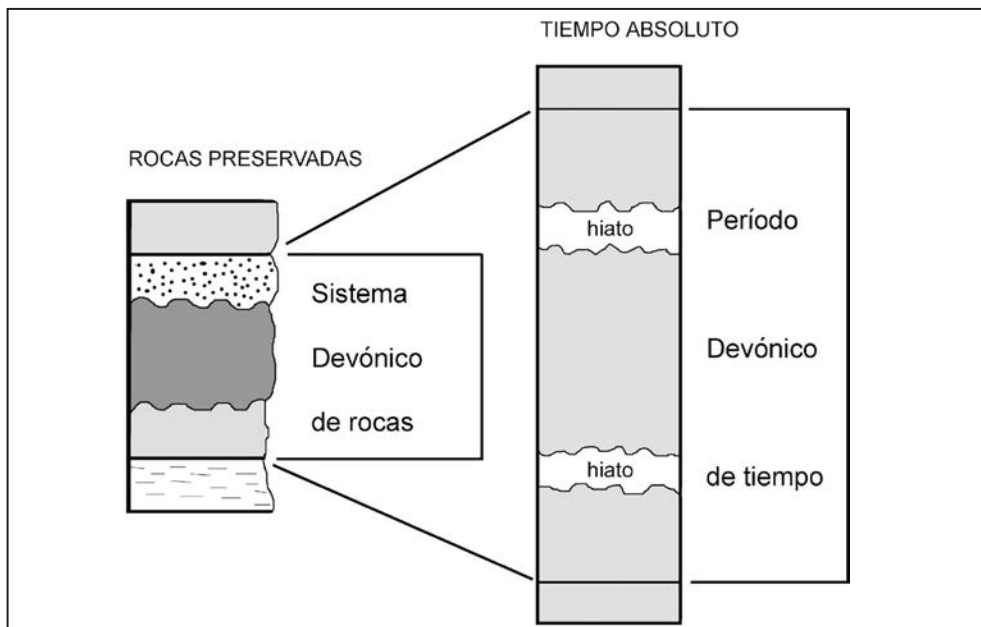 TIEMPO ABSOLUTO
ROCAS PRESERVADAS
Sistema
Devónico
de rocas
hiato
Período
Devónico
hiato
de tiempo